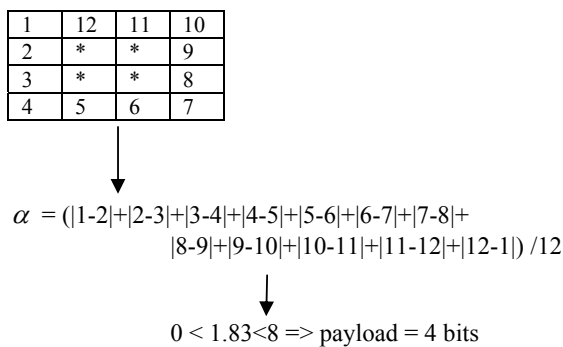 1 12 11 10
2 * * 9
3 * * 8
4 5 6 7
α = (|1-2|+|2-3|+|3-4|+|4-5|+|5-6|+|6-7|+|7-8|+
|8-9|+|9-10|+|10-11|+|11-12|+|12-1|) /12
0 < 1.83<8 => payload = 4 bits